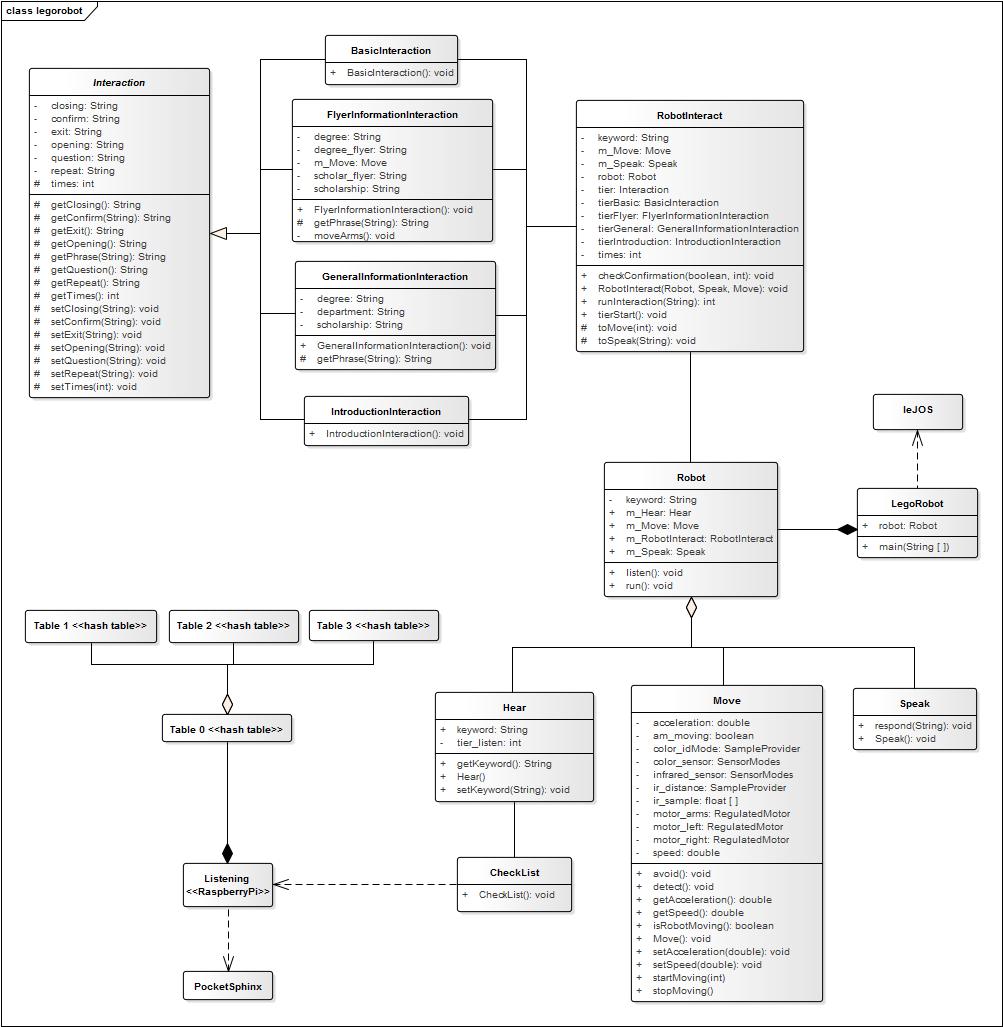 class legorobot
Interaction
- closing: String
- confirm: String
- exit: String
- opening: String
- question: String
- repeat: String
# times: int
# getClosing(): String
# getConfirm(String): String
# getExit(): String
# getOpening(): String
# getPhrase(String): String
# getQuestion(): String
# getRepeat(): String
# getTimes(): int
# setClosing(String): void
# setConfirm(String): void
# setExit(String): void
# setOpening(String): void
# setQuestion(String): void
# setRepeat(String): void
# setTimes(int): void
BasicInteraction
+ BasicInteraction(): void
FlyerInformationInteraction
- degree: String
- degree_flyer: String
- m_Move: Move
- scholar_flyer: String
- scholarship: String
+ FlyerInformationInteraction(): void
# getPhrase(String): String
- moveArms(): void
GeneralInformationInteraction
- degree: String
- department: String
- scholarship: String
+ GeneralInformationInteraction(): void
# getPhrase(String): String
IntroductionInteraction
+ IntroductionInteraction(): void
RobotInteract
- keyword: String
- m_Move: Move
- m_Speak: Speak
- robot: Robot
- tier: Interaction
- tierBasic: BasicInteraction
- tierFlyer: FlyerInformationInteraction
- tierGeneral: GeneralInformationInteraction
- tierIntroduction: IntroductionInteraction
- times: int
+ checkConfirmation(boolean, int): void
+ RobotInteract(Robot, Speak, Move): void
+ runInteraction(String): int
+ tierStart(): void
# toMove(int): void
# toSpeak(String): void
leJOS
LegoRobot
+ robot: Robot
+ main(String [ ])
Robot
- keyword: String
+ m_Hear: Hear
+ m_Move: Move
+ m_RobotInteract: RobotInteract
+ m_Speak: Speak
+ listen(): void
+ run(): void
Table 1 <<hash table>>
Table 2 <<hash table>>
Table 3 <<hash table>>
Table 0 <<hash table>>
Hear
+ keyword: String
- tier_listen: int
+ getKeyword(): String
+ Hear()
+ setKeyword(String): void
Move
- acceleration: double
- am_moving: boolean
- color_idMode: SampleProvider
- color_sensor: SensorModes
- infrared_sensor: SensorModes
- ir_distance: SampleProvider
- ir_sample: float [ ]
- motor_arms: RegulatedMotor
- motor_left: RegulatedMotor
- motor_right: RegulatedMotor
- speed: double
+ avoid(): void
+ detect(): void
+ getAcceleration(): double
+ getSpeed(): double
+ isRobotMoving(): boolean
+ Move(): void
+ setAcceleration(double): void
+ setSpeed(double): void
+ startMoving(int)
+ stopMoving()
Speak
+ respond(String): void
+ Speak(): void
Listening
<<RaspberryPi>>
CheckList
+ CheckList(): void
PocketSphinx